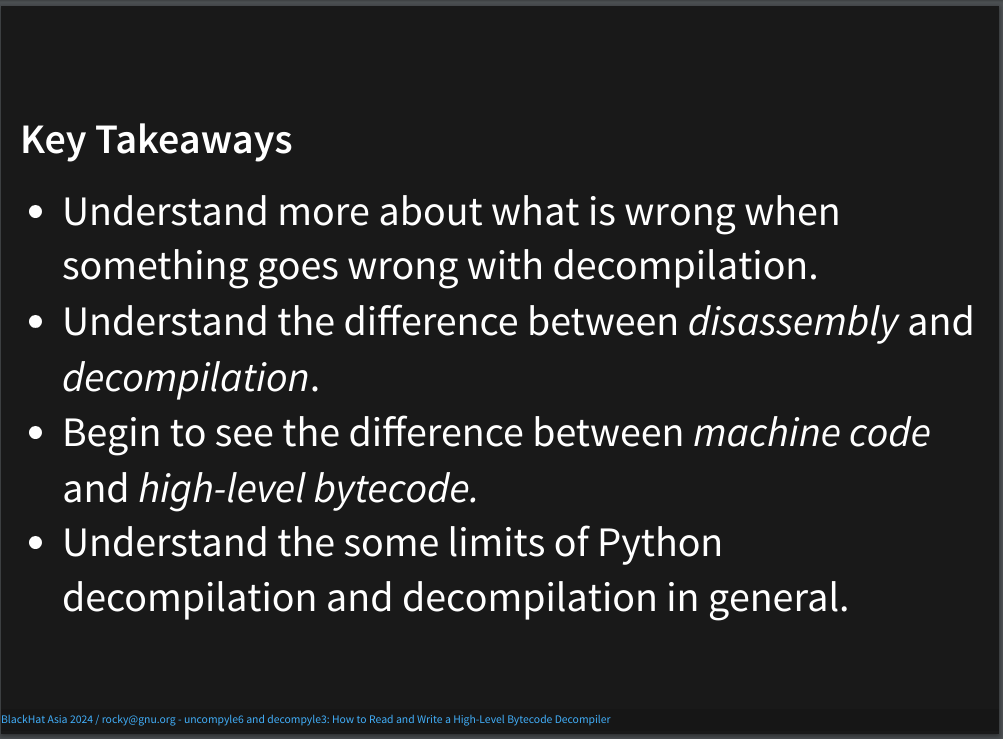 Key Takeaways
• Understand more about what is wrong when
something goes wrong with decompilation.
• Understand the difference between disassembly and
decompilation.
• Begin to see the difference between machine code
and high-level bytecode.
• Understand the some limits of Python
decompilation and decompilation in general.
BlackHat Asia 2024 / rocky@gnu.org - uncompyle6 and decompyle3: How to Read and Write a High-Level Bytecode Decompiler